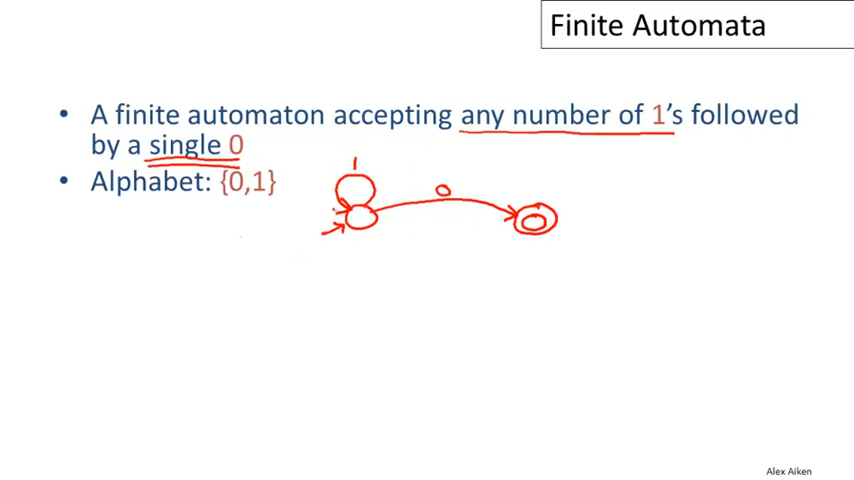 Finite Automata
• A finite automaton accepting any number of 1's followed
by a single 0
• Alphabet: {0,1}
1
0
Alex Aiken